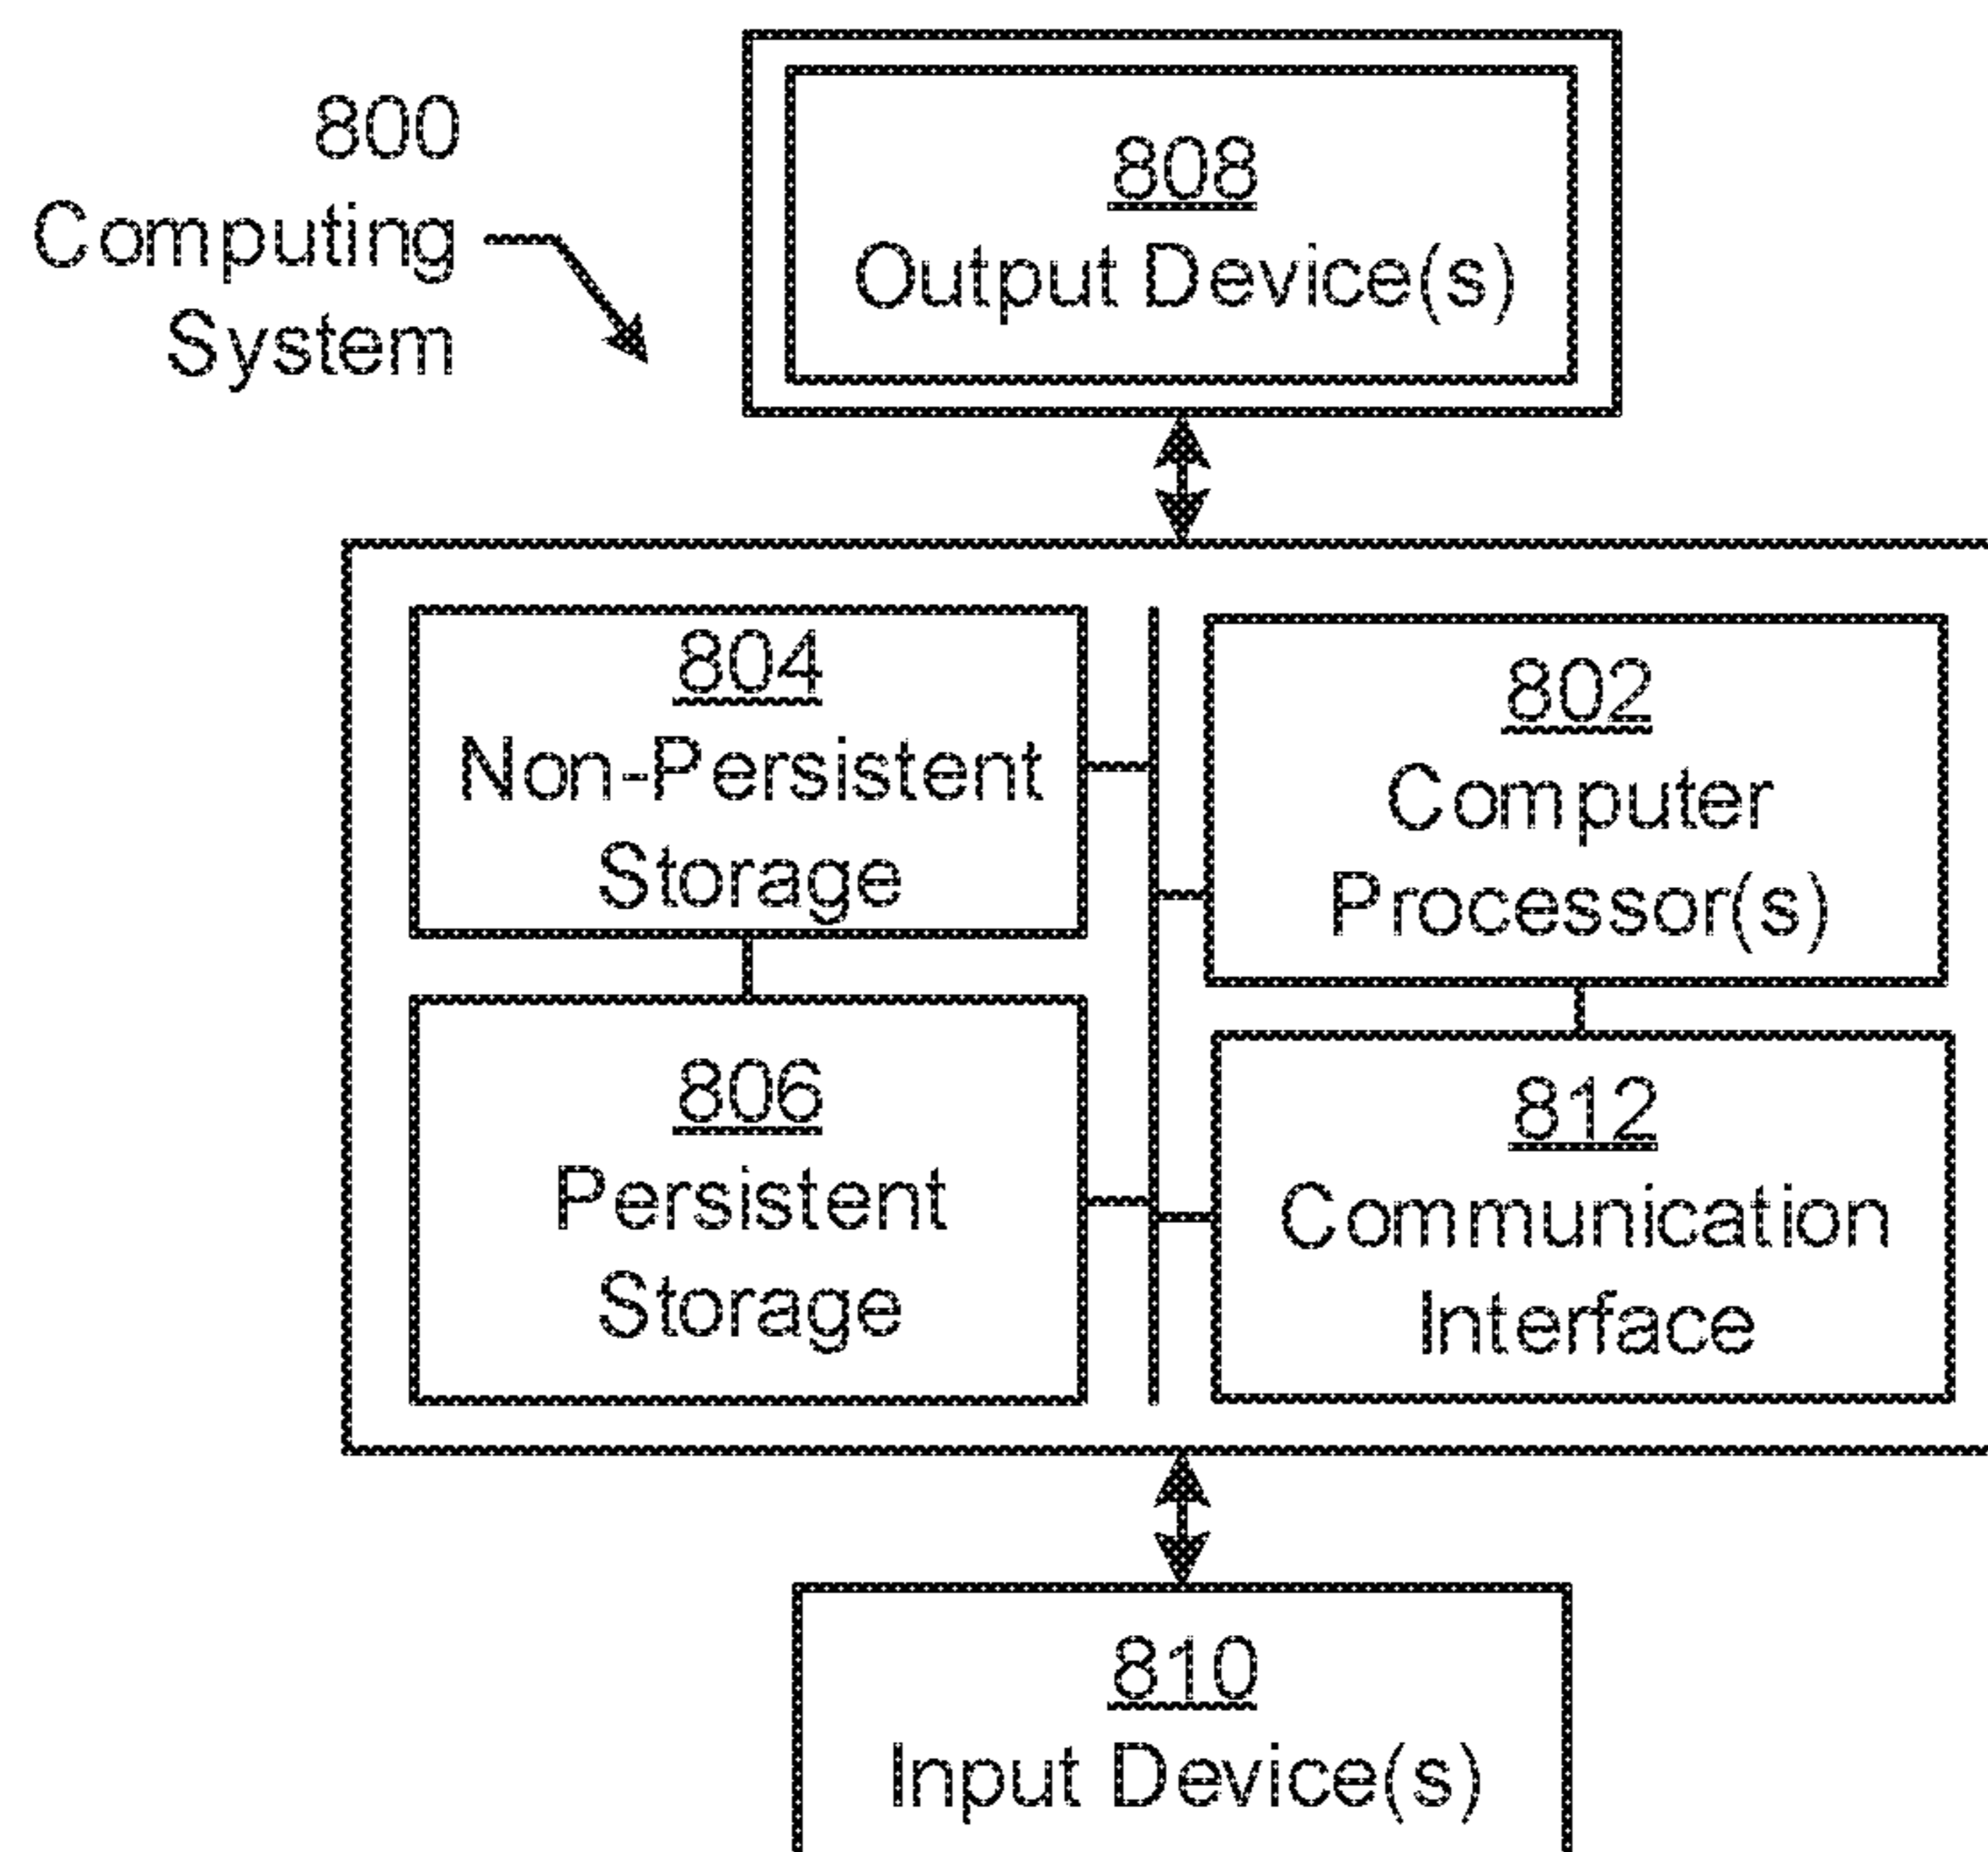 800
Computing
System
808
Output Device(s)
804
Non-Persistent
Storage
802
Computer
Processor(s)
806
Persistent
Storage
812
Communication
Interface
810
Input Device(s)